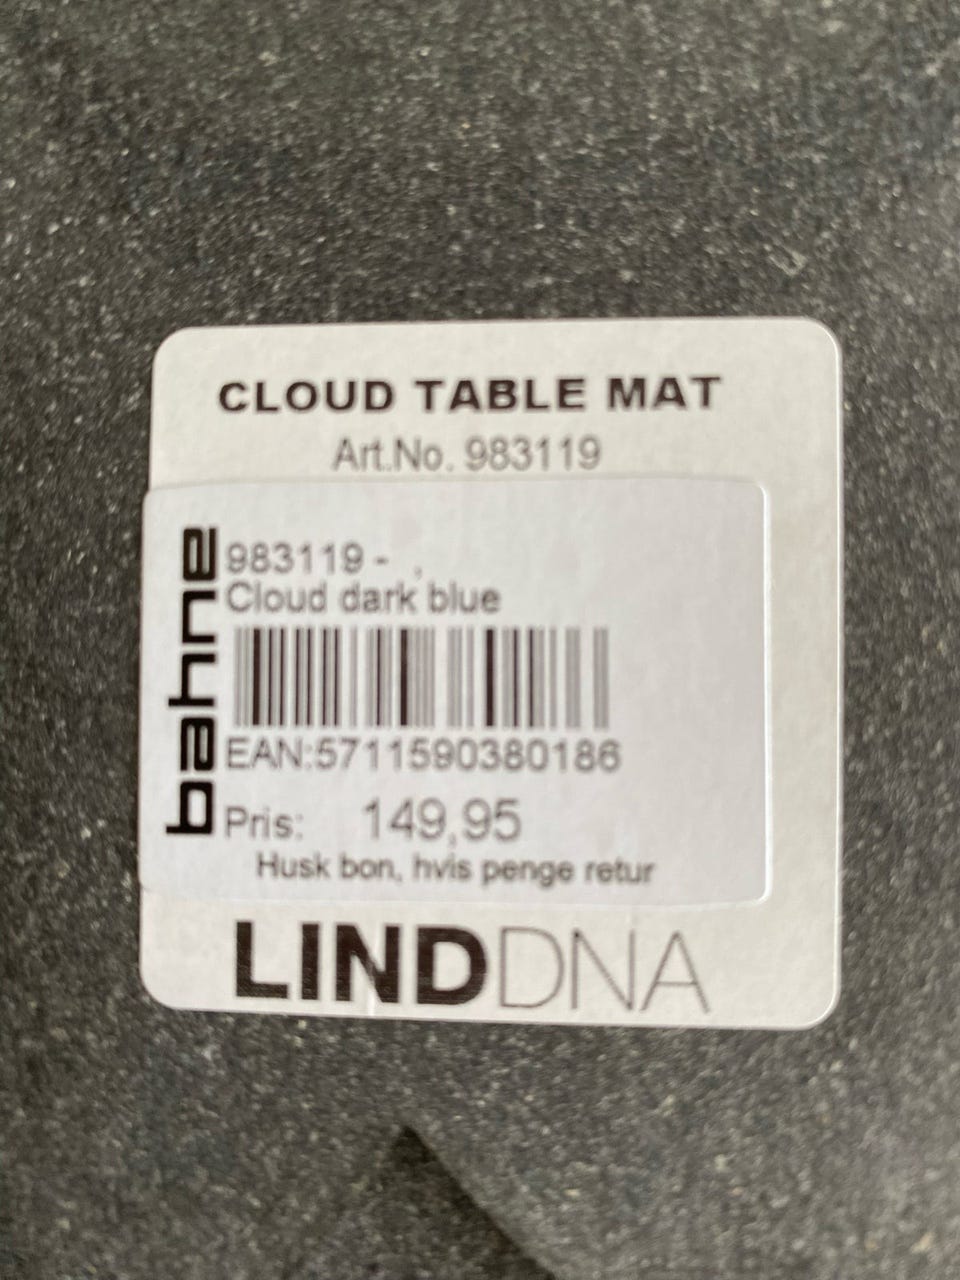 CLOUD TABLE MAT
Art.No. 983119
bahne
983119 - ,
Cloud dark blue
EAN:5711590380186
Pris: 149,95
Husk bon, hvis penge retur
LINDDNA